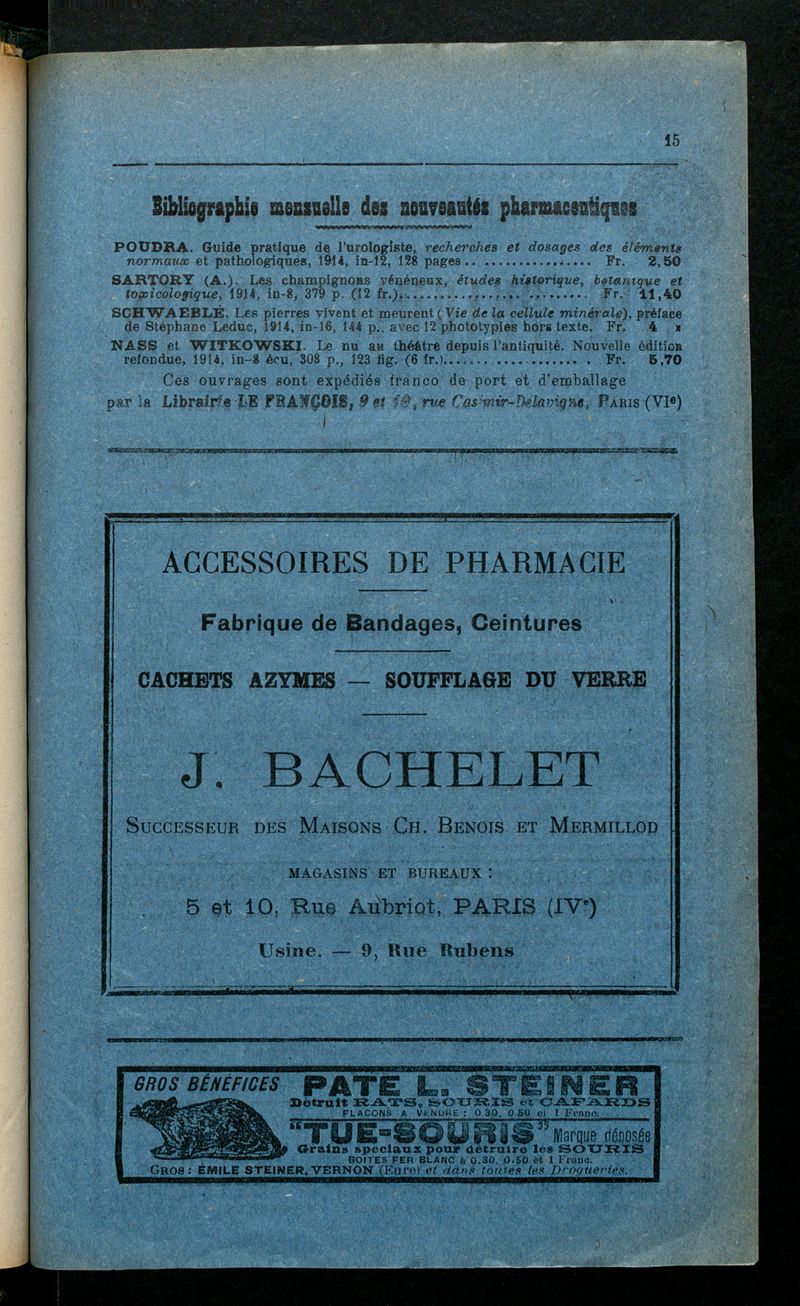 15
Bibliographie mensuelle des nouveautés pharmaceutiques
POUDRA. Guide pratique de l'urologiste, recherches et dosages des éléments
normaux et pathologiques, 1914, in-12, 128 pages .. ................ Fr. 2,50
SARTORY (A.). Les champignons vénéneux, études historique, botanique et
toxicologique, 1914, in-8, 379 p. (12 fr.)................ ......... Fr. 11,40
SCHWAEBLÉ. Les pierres vivent et meurent (Vie de la cellule minérale), préface
de Stéphane Leduc, 1914, in-16, 144 p., avec 12 phototypies hors texte. Fr. 4 »
NASS et WITKOWSKI. Le nu au théâtre depuis l'antiquité. Nouvelle édition
refondue, 1914, in-8 écu, 308 p., 123 fig. (6 fr.)..................... Fr. 5,70
Ces ouvrages sont expédiés franco de port et d'emballage
par la Librairie LE FRANÇOIS, 9 et 10, rue Casimir-Delavigne, PARIS (VIe)
ACCESSOIRES DE PHARMACIE
Fabrique de Bandages, Ceintures
CACHETS AZYMES — SOUFFLAGE DU VERRE
J. BACHELET
SUCCESSEUR DES MAISONS CH. BENOIS ET MERMILLOD
MAGASINS ET BUREAUX :
5 et 10, Rue Aubriot, PARIS (IVe)
Usine. — 9, Rue Rubens
GROS BÉNÉFICES PATE L. STEINER
Détruit RATS, SOURIS et CAFARDS
FLACONS A VENDRE : 0.30, 0.50 et 1 Franc.
"TUE-SOURIS" Marque déposée
Grains spéciaux pour détruire les SOURIS
BOITES FER BLANC à 0.30, 0.50 et 1 Franc.
GROS : ÉMILE STEINER, VERNON (Eure) et dans toutes les Drogueries.